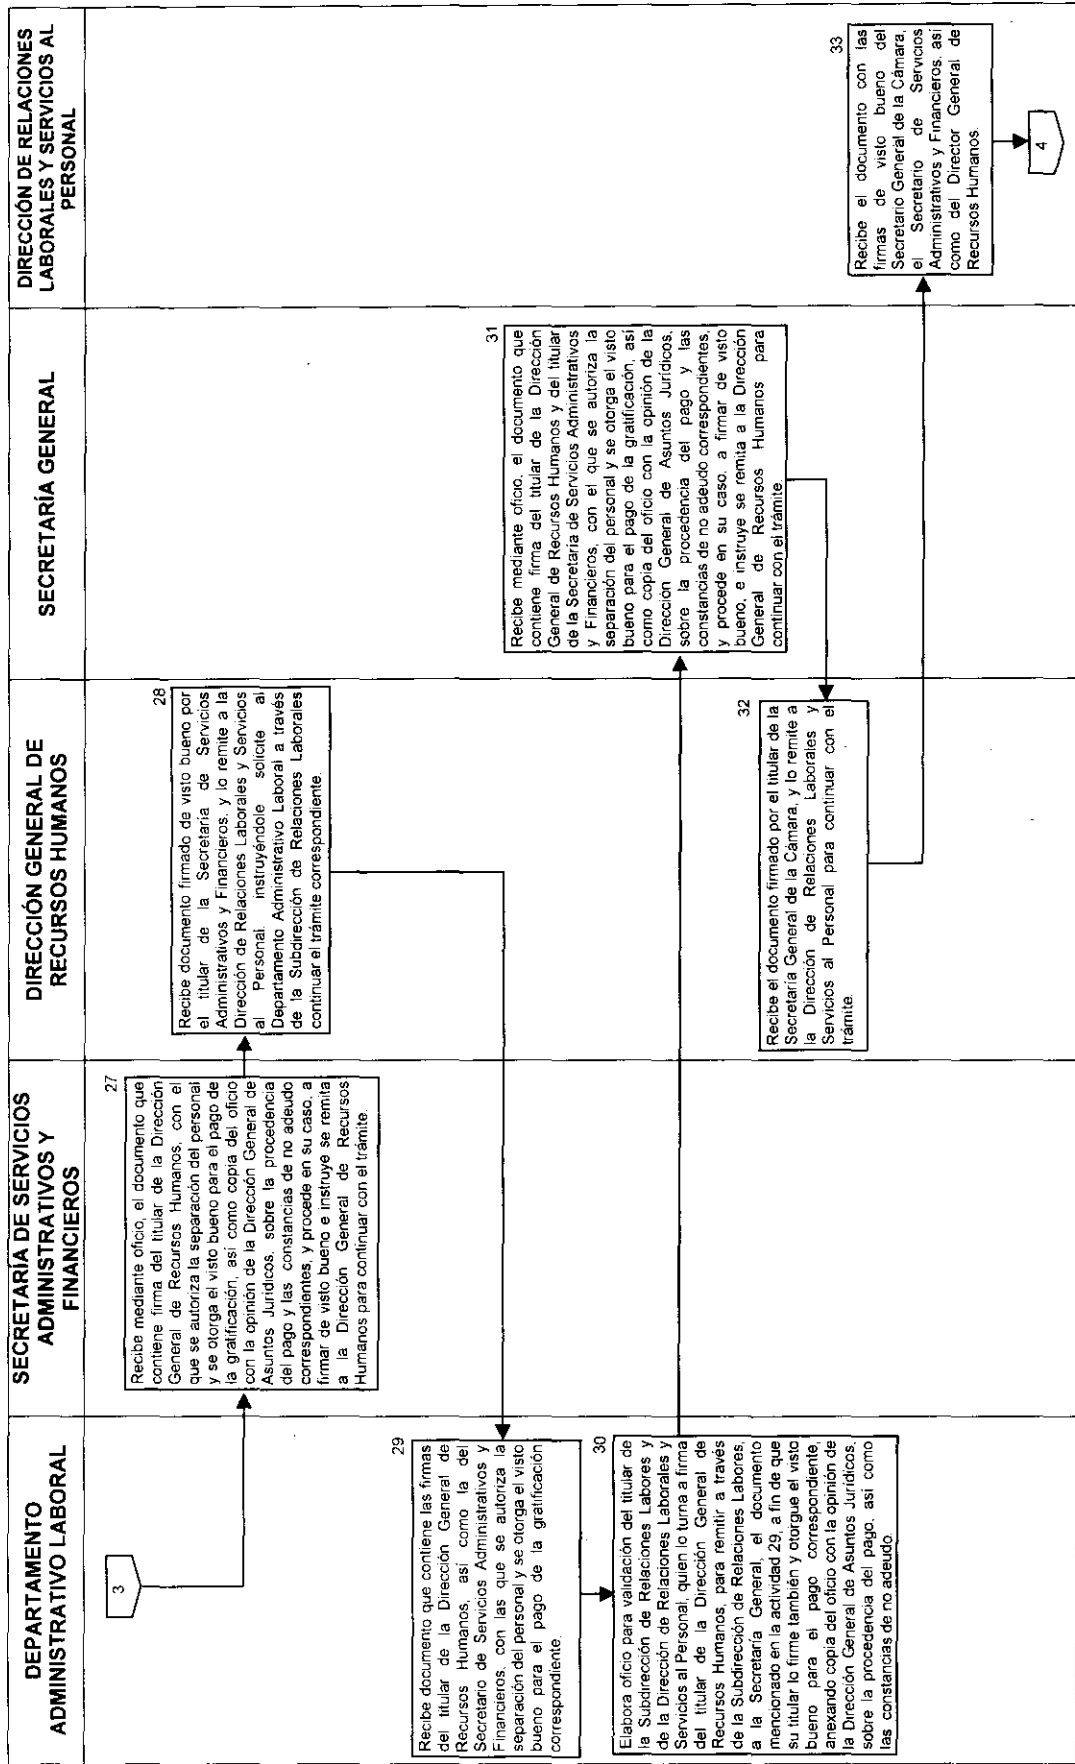 DEPARTAMENTO
ADMINISTRATIVO LABORAL
SECRETARÍA DE SERVICIOS
ADMINISTRATIVOS Y
FINANCIEROS
DIRECCIÓN GENERAL DE
RECURSOS HUMANOS
SECRETARÍA GENERAL
DIRECCIÓN DE RELACIONES
LABORALES Y SERVICIOS AL
PERSONAL
3
27
Recibe mediante oficio, el documento que
contiene firma del titular de la Dirección
General de Recursos Humanos, con el
que se autoriza la separación del personal
y se otorga el visto bueno para el pago de
la gratificación, así como copia del oficio
con la opinión de la Dirección General de
Asuntos Jurídicos, sobre la procedencia
del pago y las constancias de no adeudo
correspondientes, y procede en su caso, a
firmar de visto bueno e instruye se remita
a la Dirección General de Recursos
Humanos para continuar con el trámite.
28
Recibe documento firmado de visto bueno por
el titular de la Secretaría de Servicios
Administrativos y Financieros, y lo remite a la
Dirección de Relaciones Laborales y Servicios
al Personal, instruyéndole solicite al
Departamento Administrativo Laboral a través
de la Subdirección de Relaciones Laborales
continuar el trámite correspondiente.
29
Recibe documento que contiene las firmas
del titular de la Dirección General de
Recursos Humanos, así como la del
Secretario de Servicios Administrativos y
Financieros, con las que se autoriza la
separación del personal y se otorga el visto
bueno para el pago de la gratificación
correspondiente.
30
Elabora oficio para validación del titular de
la Subdirección de Relaciones Labores y
de la Dirección de Relaciones Laborales y
Servicios al Personal, quien lo turna a firma
del titular de la Dirección General de
Recursos Humanos, para remitir a través
de la Subdirección de Relaciones Labores,
a la Secretaría General, el documento
mencionado en la actividad 29, a fin de que
su titular lo firme también y otorgue el visto
bueno para el pago correspondiente,
anexando copia del oficio con la opinión de
la Dirección General de Asuntos Jurídicos,
sobre la procedencia del pago, así como
las constancias de no adeudo.
31
Recibe mediante oficio, el documento que
contiene firma del titular de la Dirección
General de Recursos Humanos y del titular
de la Secretaría de Servicios Administrativos
y Financieros, con el que se autoriza la
separación del personal y se otorga el visto
bueno para el pago de la gratificación, así
como copia del oficio con la opinión de la
Dirección General de Asuntos Jurídicos,
sobre la procedencia del pago y las
constancias de no adeudo correspondientes,
y procede en su caso, a firmar de visto
bueno, e instruye se remita a la Dirección
General de Recursos Humanos para
continuar con el trámite.
32
Recibe el documento firmado por el titular de la
Secretaría General de la Cámara, y lo remite a
la Dirección de Relaciones Laborales y
Servicios al Personal para continuar con el
trámite.
33
Recibe el documento con las
firmas de visto bueno del
Secretario General de la Cámara,
el Secretario de Servicios
Administrativos y Financieros, así
como del Director General de
Recursos Humanos.
4